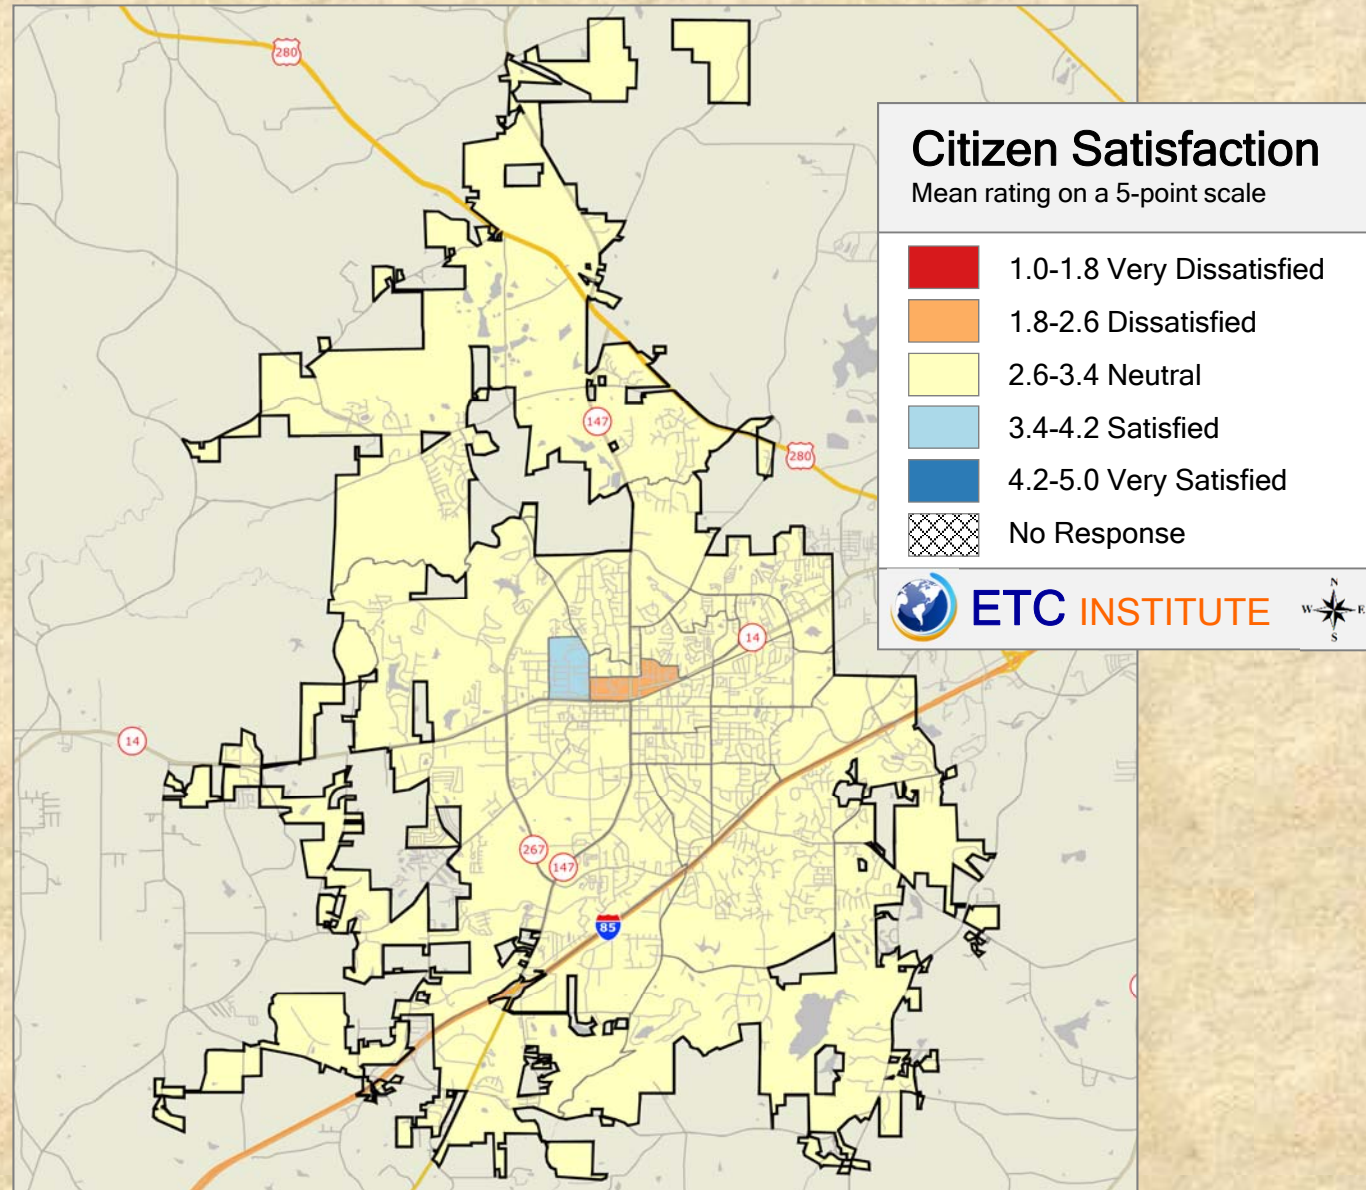 280
Citizen Satisfaction
Mean rating on a 5-point scale
1.0-1.8 Very Dissatisfied
1.8-2.6 Dissatisfied
2.6-3.4 Neutral
3.4-4.2 Satisfied
4.2-5.0 Very Satisfied
No Response
ETC INSTITUTE
N
W E
S
147
280
14
14
267
147
85